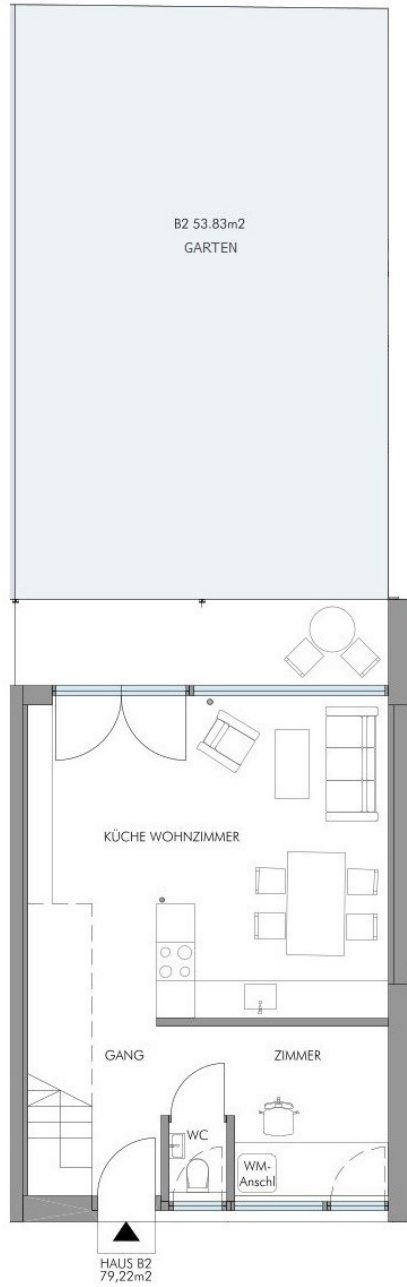 B2 53.83m2
GARTEN
KÜCHE WOHNZIMMER
GANG
ZIMMER
WC
WM-
Anschl
HAUS B2
79,22m2